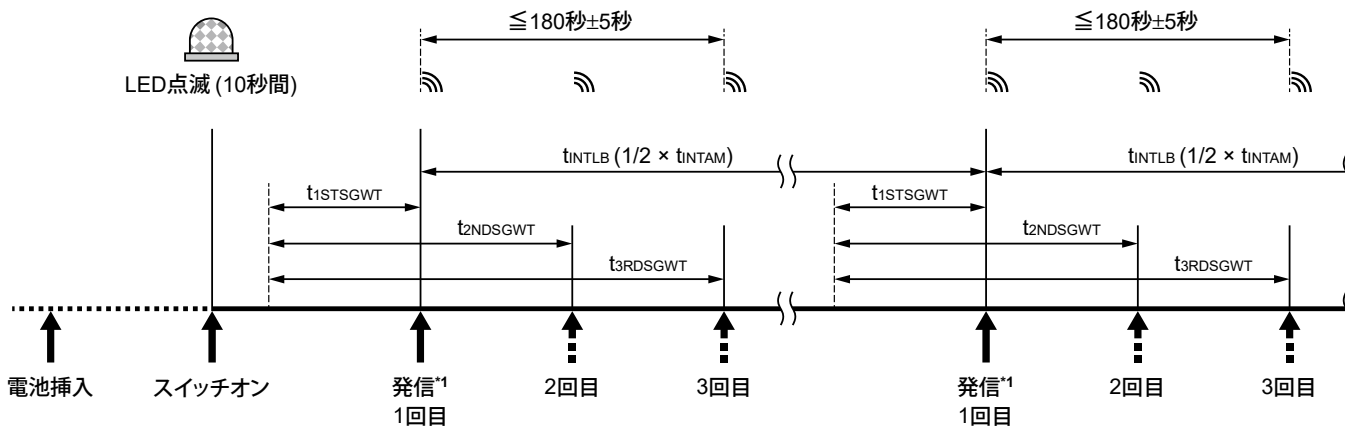 ≦180秒±5秒
≦180秒±5秒
LED点滅 (10秒間)
tINTLB (1/2 × tINTAM)
tINTLB (1/2 × tINTAM)
t1STSGWT
t1STSGWT
t2NDSGWT
t2NDSGWT
t3RDSGWT
t3RDSGWT
電池挿入
スイッチオン
発信*1
1回目
2回目
3回目
発信*1
1回目
2回目
3回目